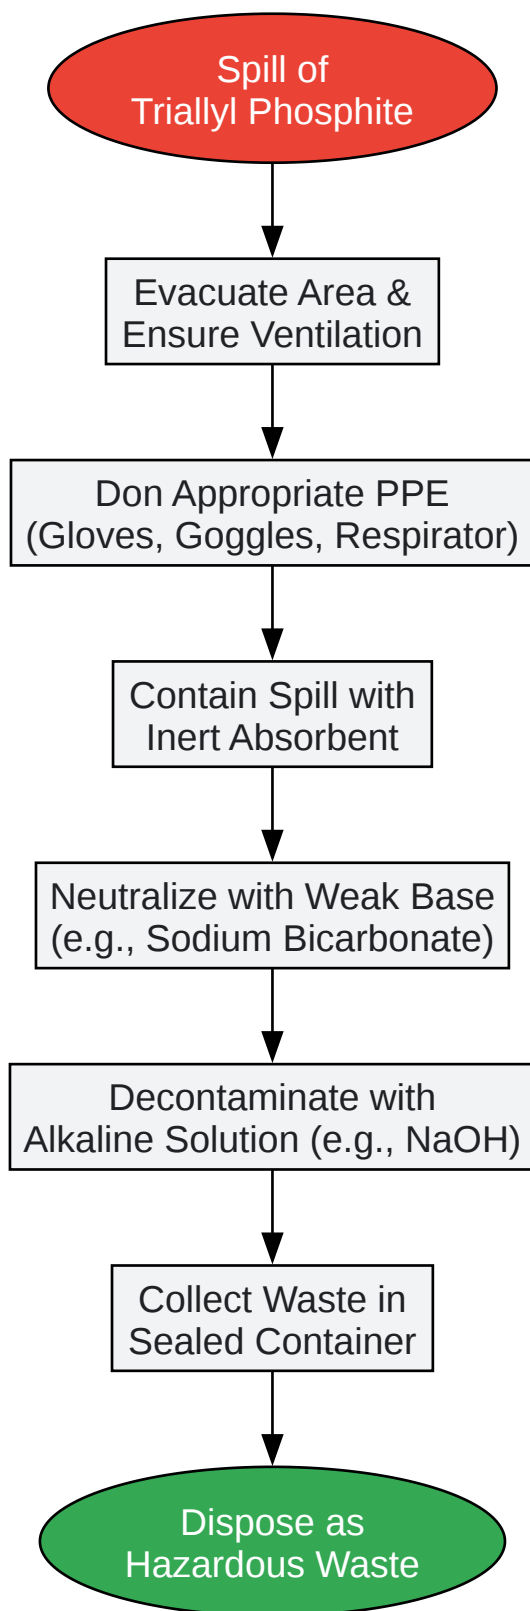 Spill of
Triallyl Phosphite
Evacuate Area &
Ensure Ventilation
Don Appropriate PPE
(Gloves, Goggles, Respirator)
Contain Spill with
Inert Absorbent
Neutralize with Weak Base
(e.g., Sodium Bicarbonate)
Decontaminate with
Alkaline Solution (e.g., NaOH)
Collect Waste in
Sealed Container
Dispose as
Hazardous Waste